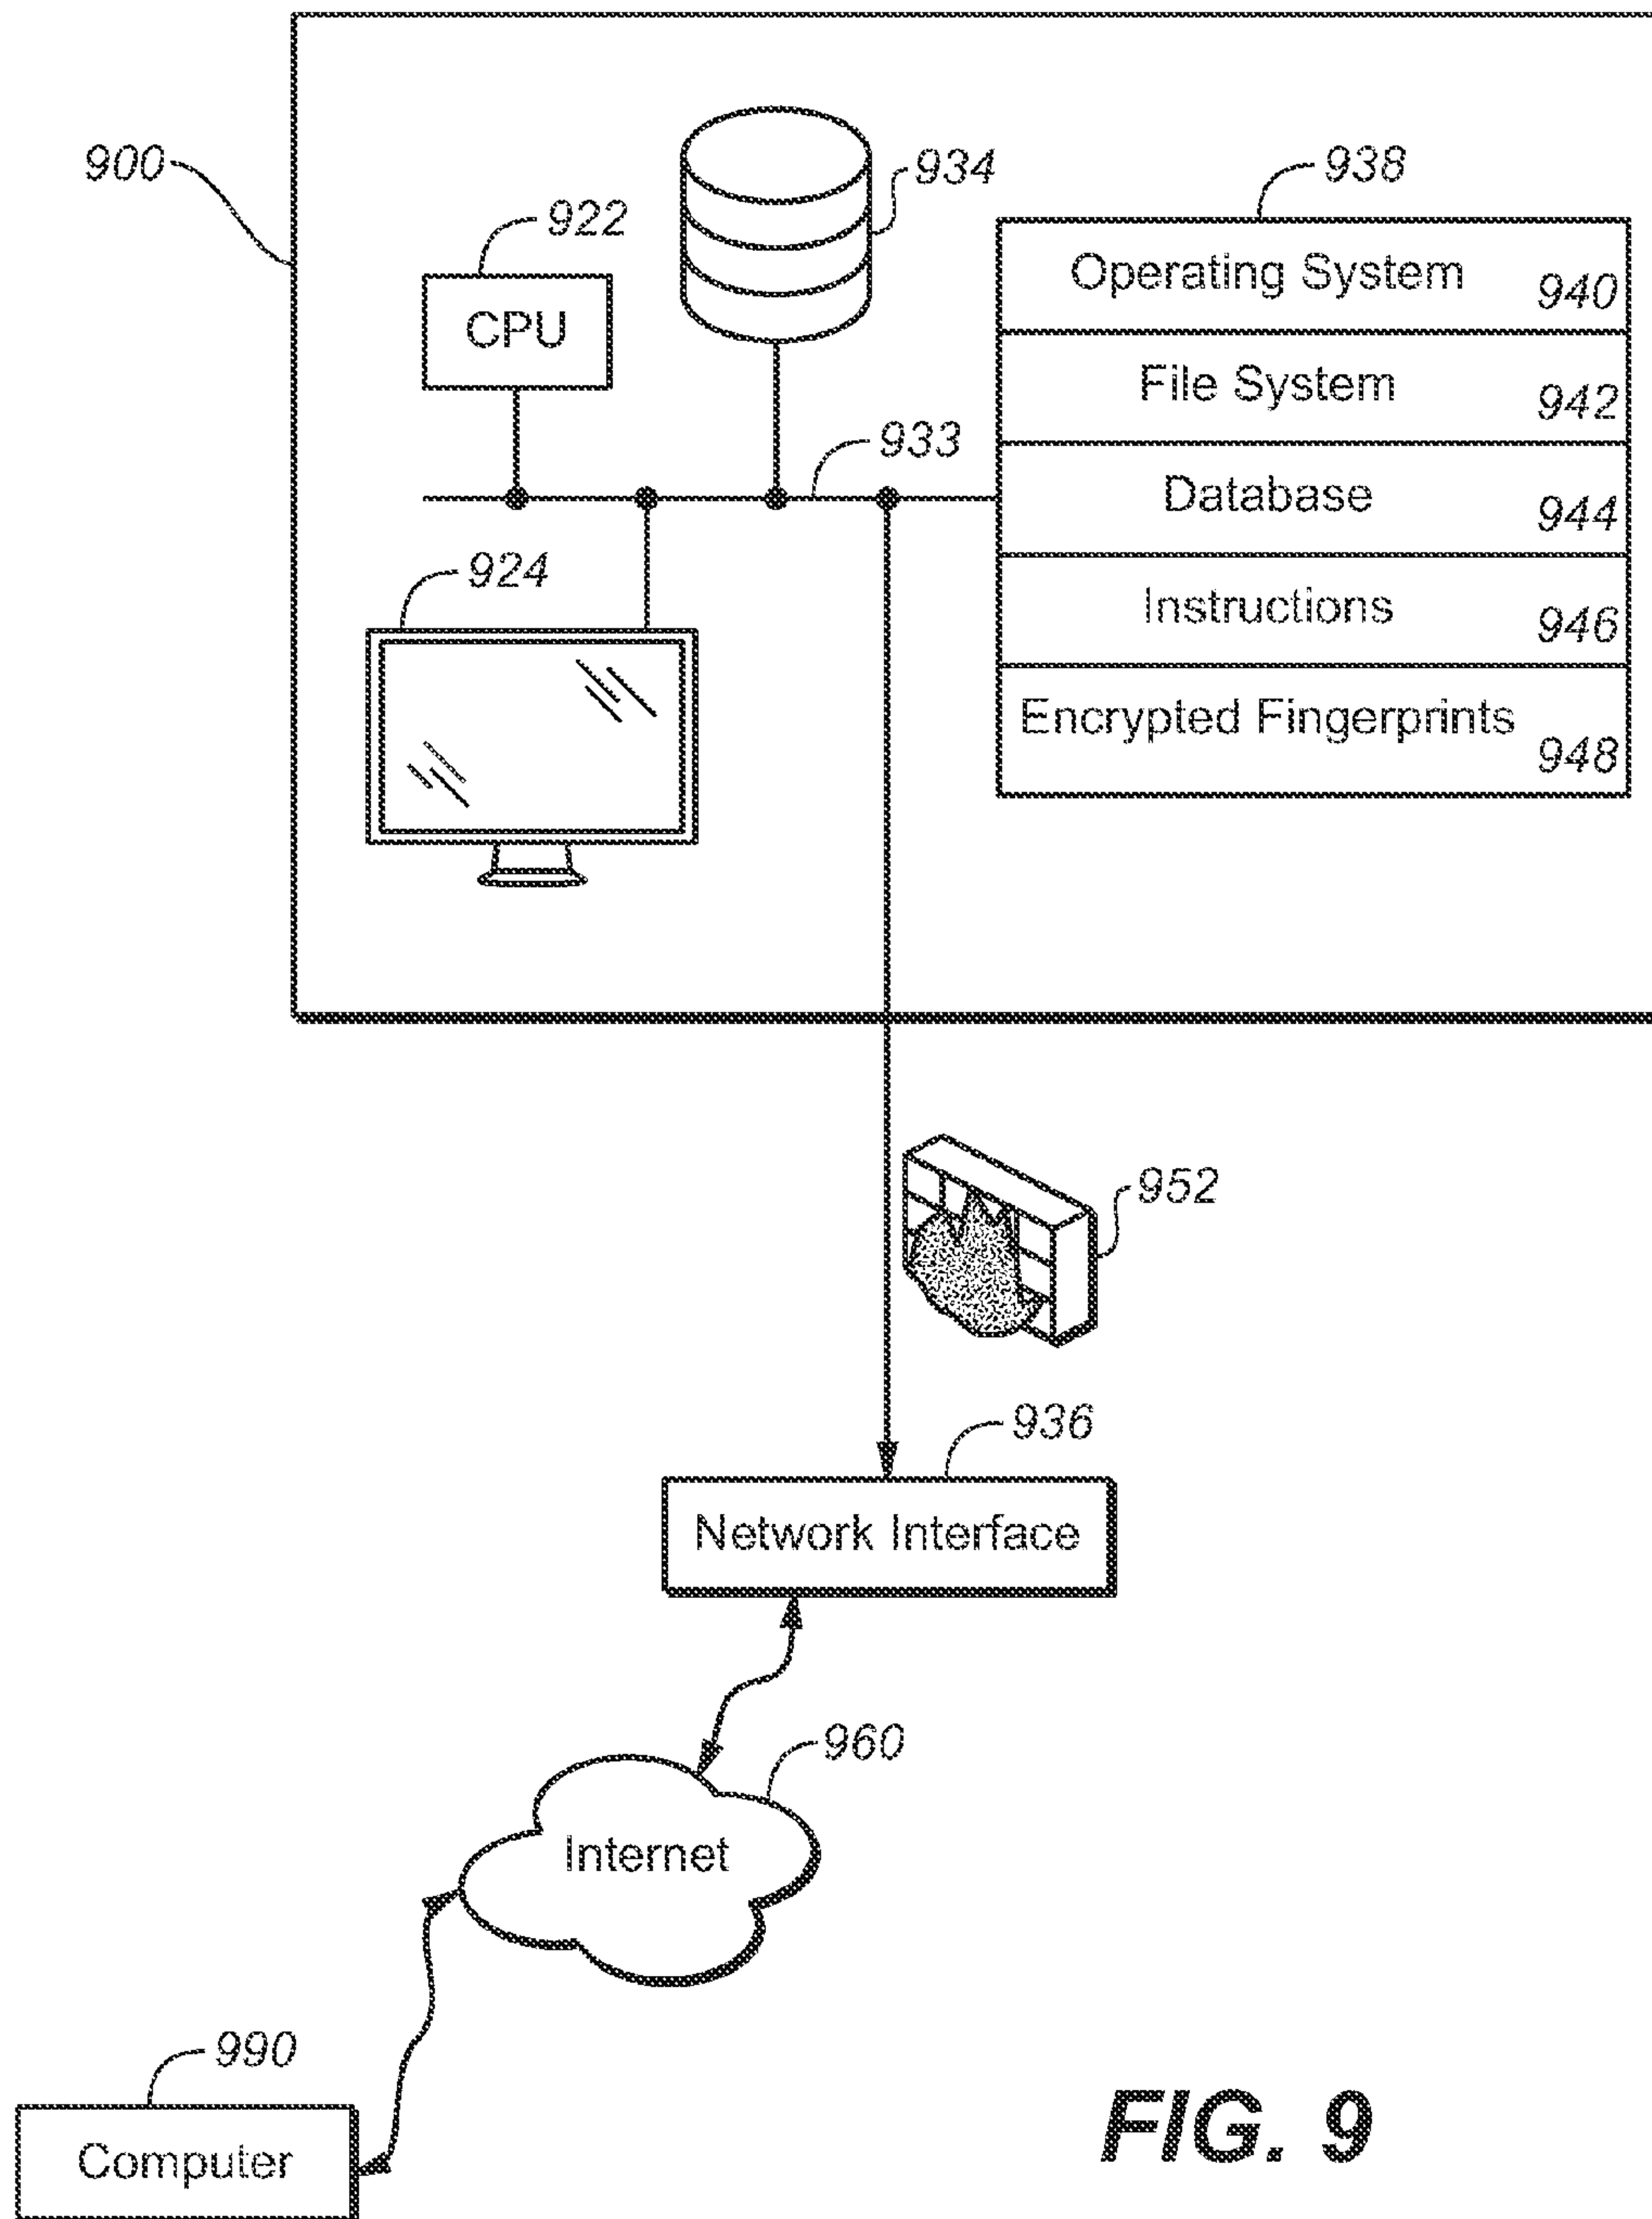 900
934
938
922
Operating System 940
CPU
File System 942
933
Database 944
924
Instructions 946
Encrypted Fingerprints 948
952
936
Network Interface
960
Internet
990
Computer
FIG. 9